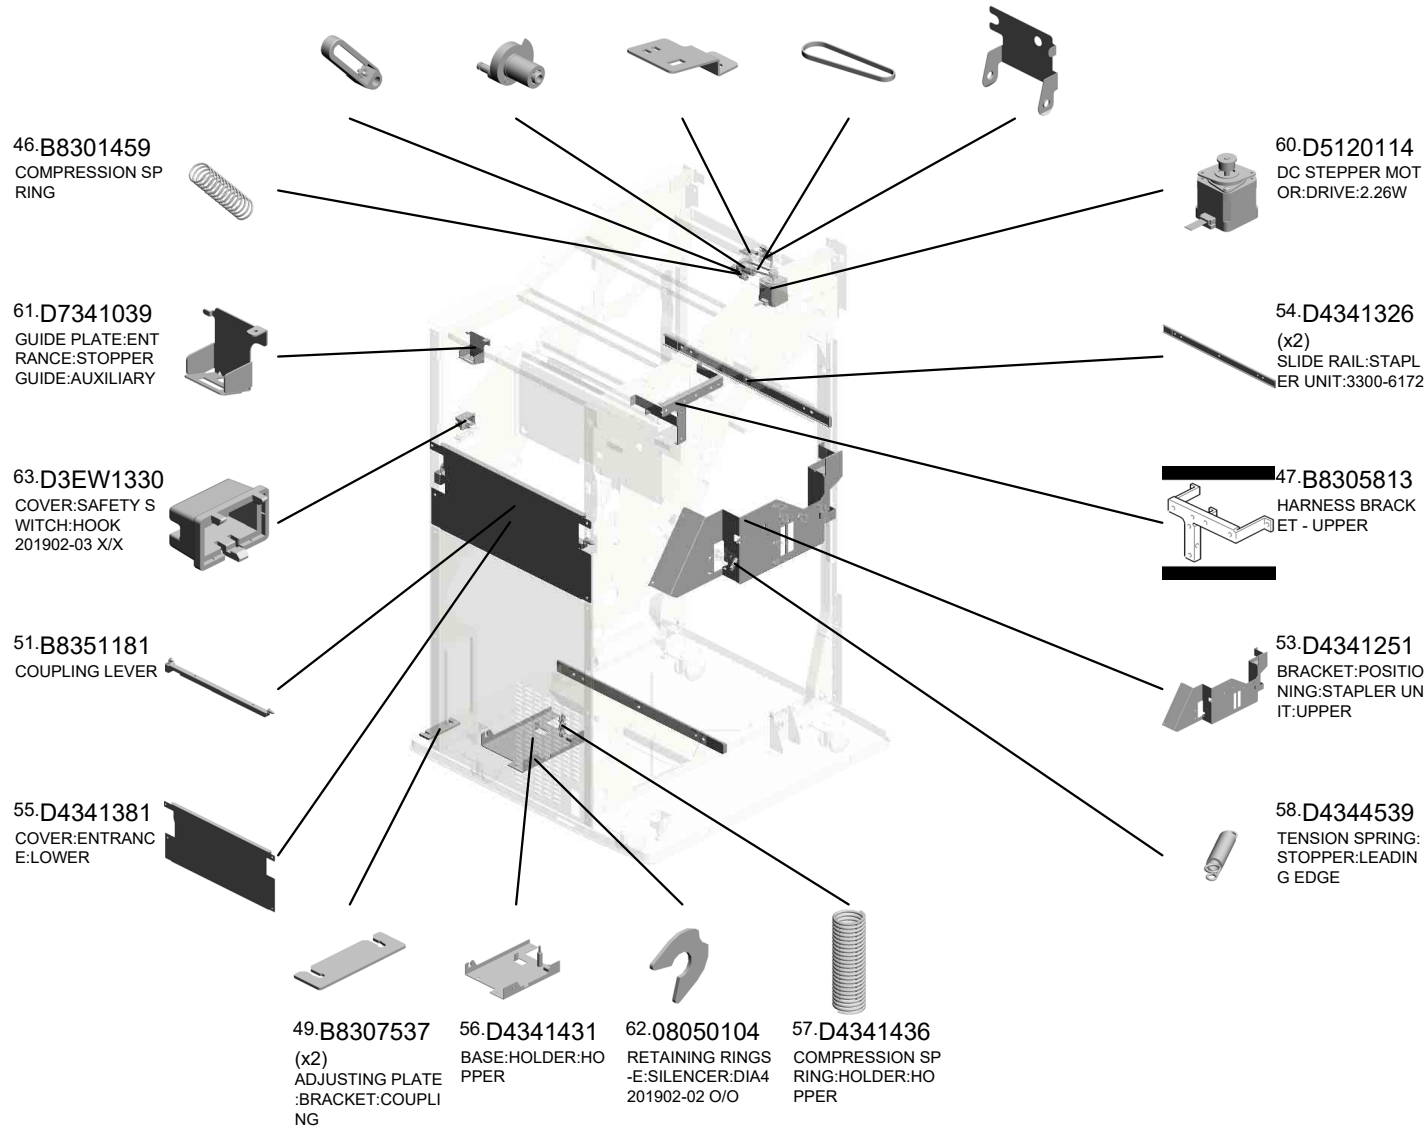 46.B8301459
COMPRESSION SP
RING
60.D5120114
DC STEPPER MOT
OR:DRIVE:2.26W
61.D7341039
GUIDE PLATE:ENT
RANCE:STOPPER
GUIDE:AUXILIARY
54.D4341326
(x2)
SLIDE RAIL:STAPL
ER UNIT:3300-6172
63.D3EW1330
COVER:SAFETY S
WITCH:HOOK
201902-03 X/X
47.B8305813
HARNESS BRACK
ET - UPPER
51.B8351181
COUPLING LEVER
53.D4341251
BRACKET:POSITIO
NING:STAPLER UN
IT:UPPER
55.D4341381
COVER:ENTRANC
E:LOWER
58.D4344539
TENSION SPRING:
STOPPER:LEADIN
G EDGE
49.B8307537
(x2)
ADJUSTING PLATE
:BRACKET:COUPLI
NG
56.D4341431
BASE:HOLDER:HO
PPER
62.08050104
RETAINING RINGS
-E:SILENCER:DIA4
201902-02 O/O
57.D4341436
COMPRESSION SP
RING:HOLDER:HO
PPER